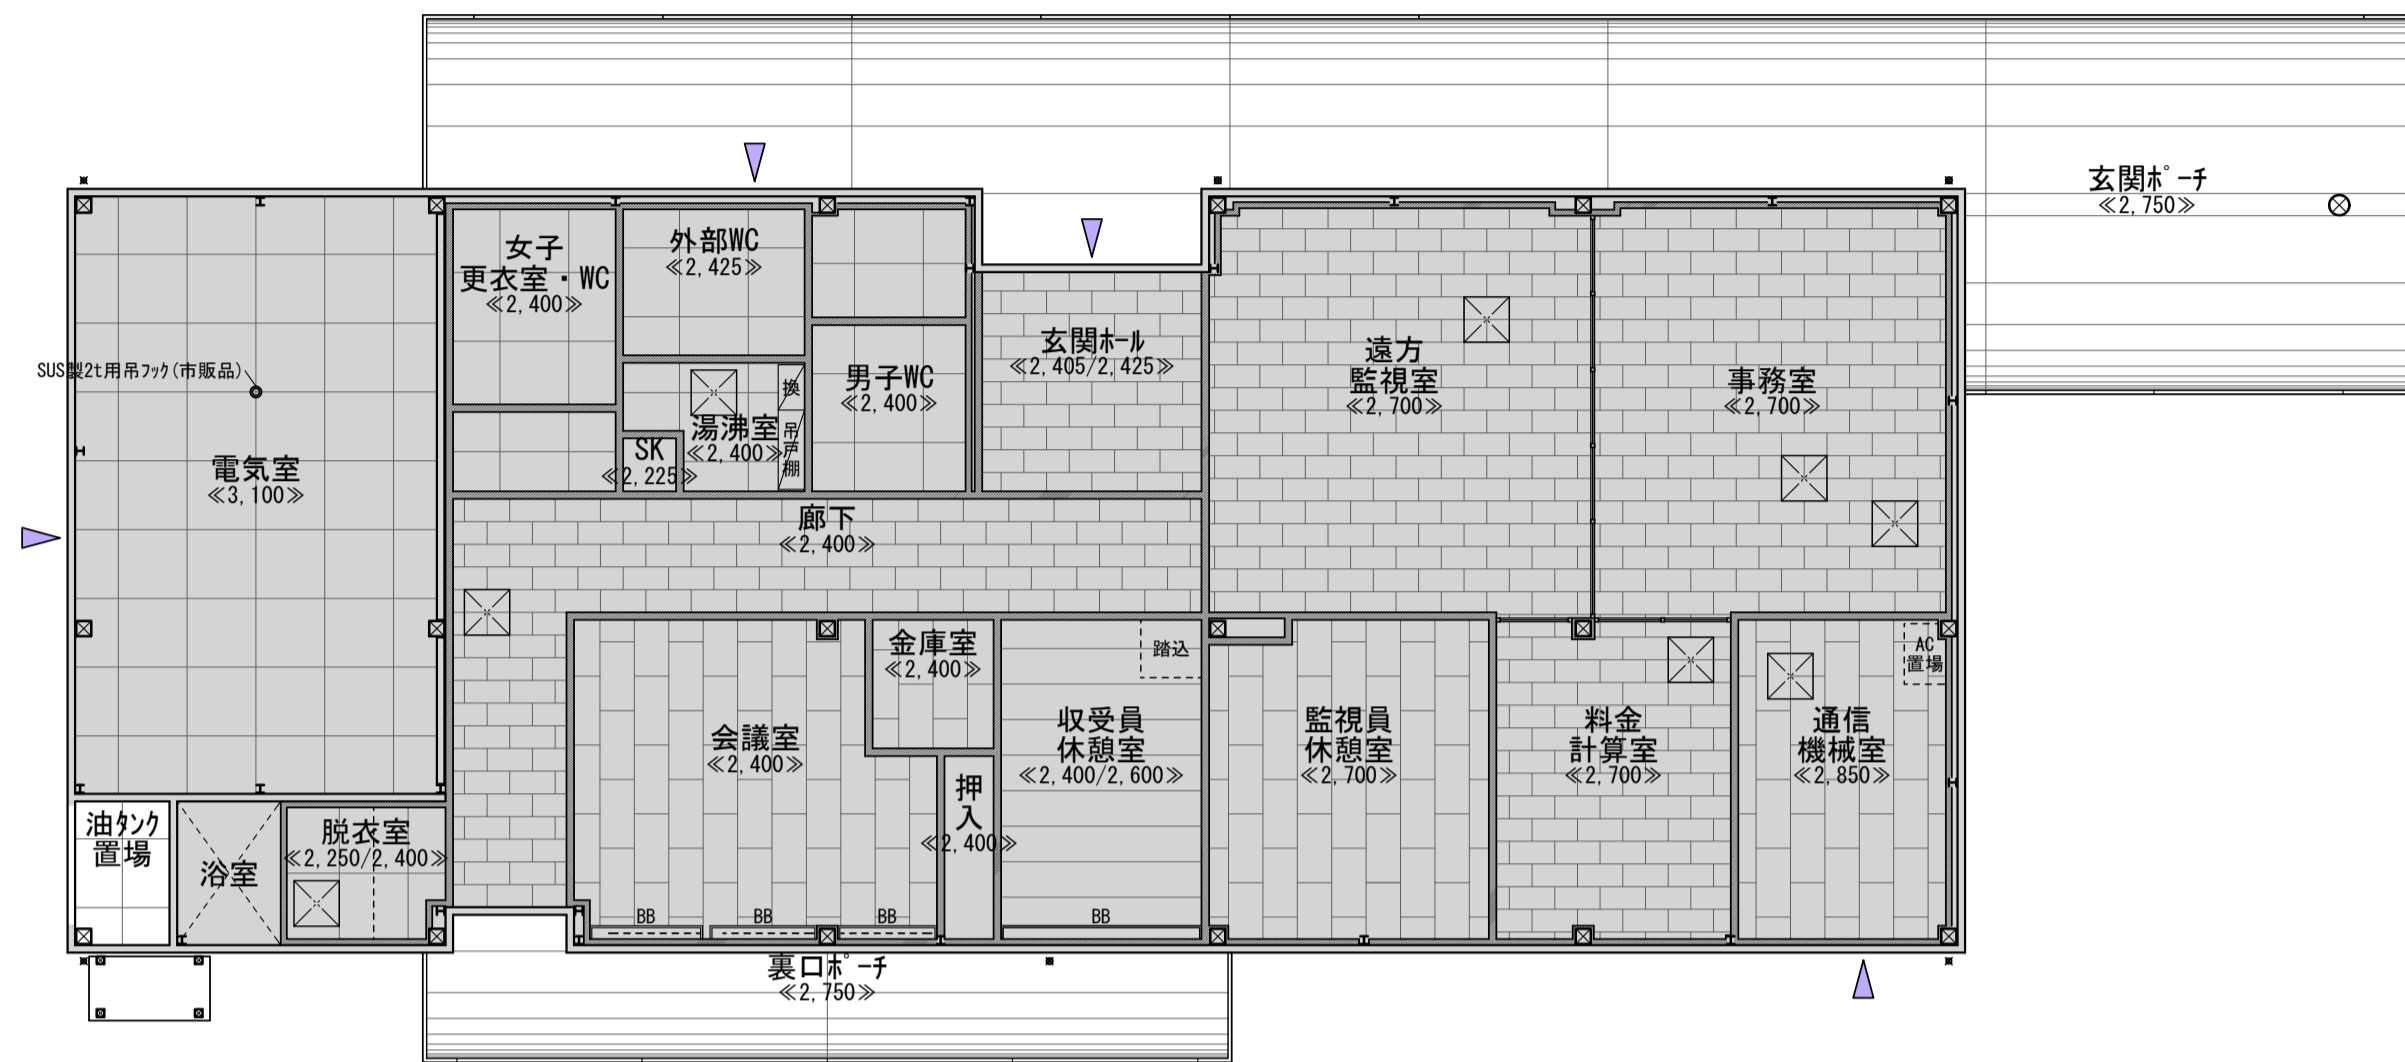 玄関ﾎﾟｰﾁ
≪2,750≫
女子
更衣室・WC
≪2,400≫
外部WC
≪2,425≫
玄関ﾎｰﾙ
≪2,405/2,425≫
遠方
監視室
≪2,700≫
事務室
≪2,700≫
SUS製2t用吊ﾌｯｸ(市販品)
換
男子WC
≪2,400≫
湯沸室
≪2,400≫
吊戸棚
SK
≪2,225≫
電気室
≪3,100≫
廊下
≪2,400≫
金庫室
≪2,400≫
踏込
AC
置場
会議室
≪2,400≫
収受員
休憩室
≪2,400/2,600≫
監視員
休憩室
≪2,700≫
料金
計算室
≪2,700≫
通信
機械室
≪2,850≫
押入
≪2,400≫
油ﾀﾝｸ
置場
浴室
脱衣室
≪2,250/2,400≫
BB
BB
BB
BB
裏口ﾎﾟｰﾁ
≪2,750≫